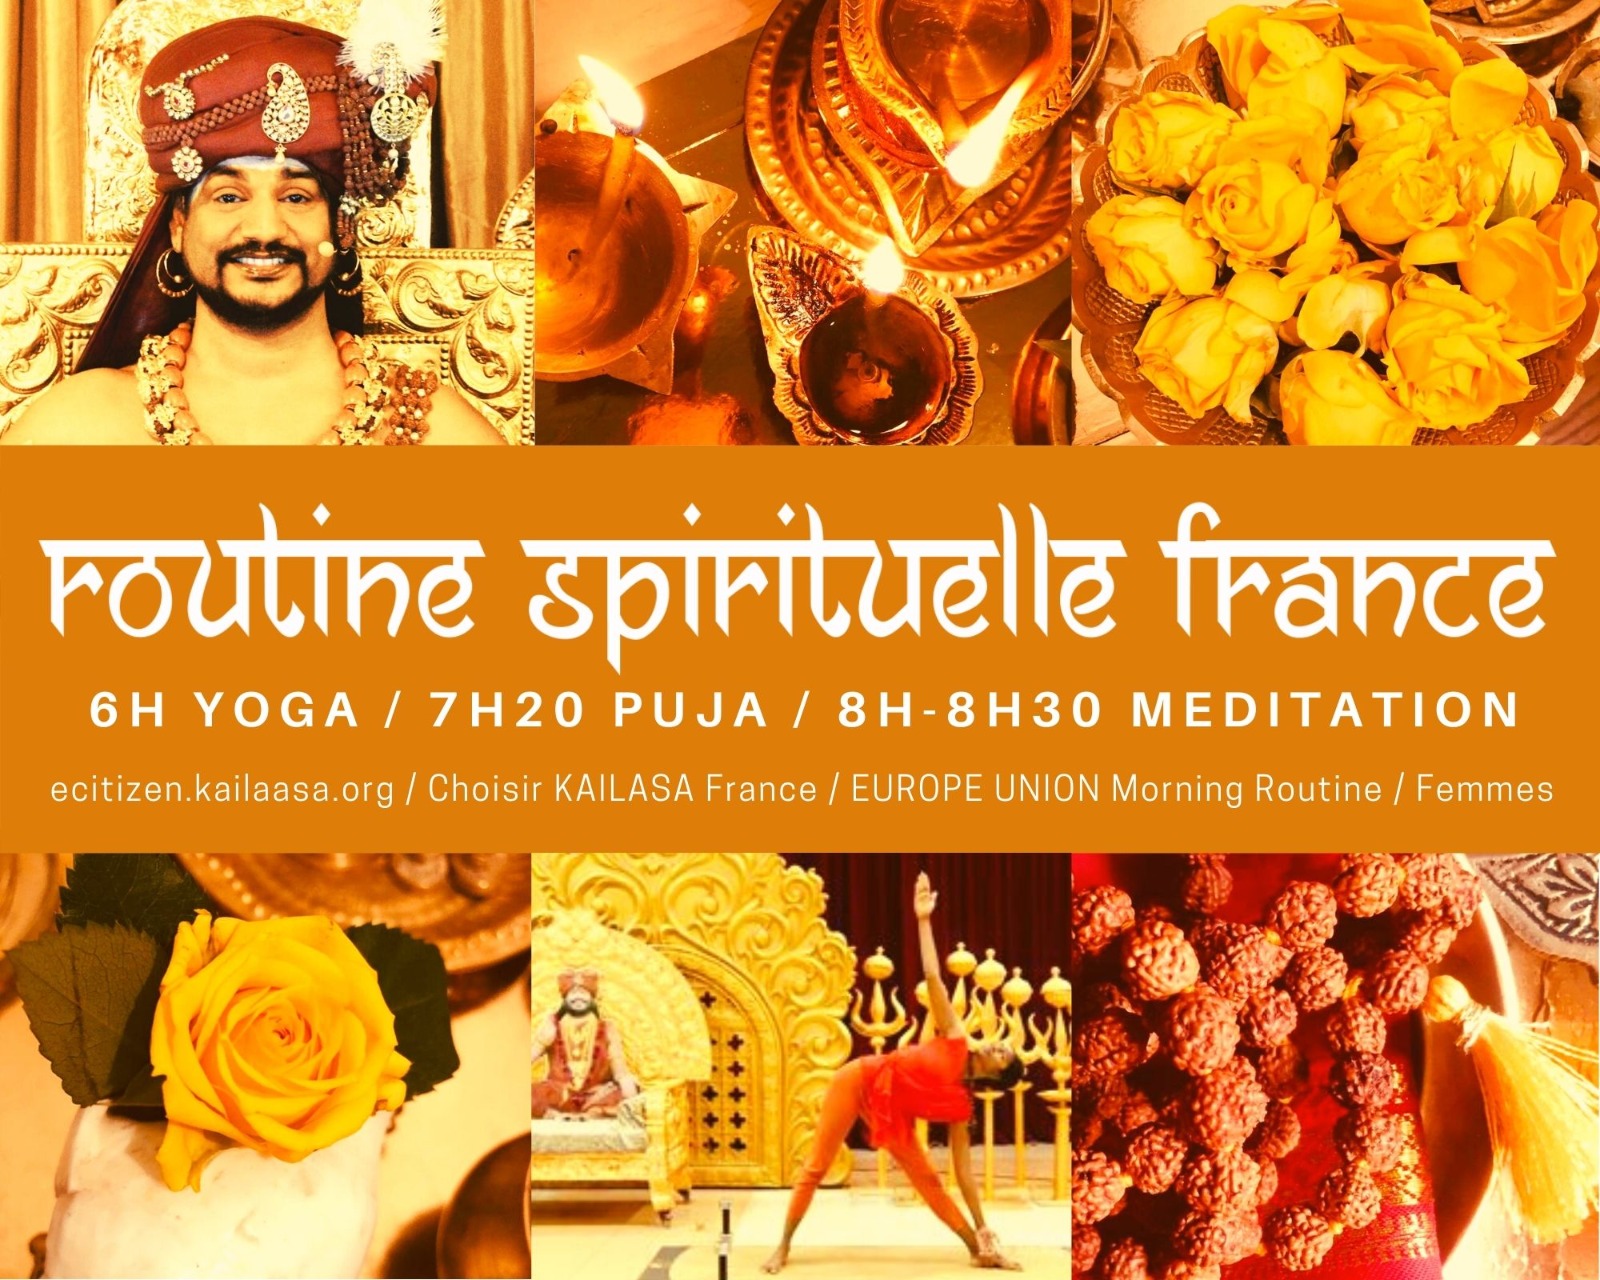 routine spirituelle france
6H YOGA / 7H20 PUJA / 8H-8H30 MEDITATION
ecitizen.kailaasa.org / Choisir KAILASA France / EUROPE UNION Morning Routine / Femmes